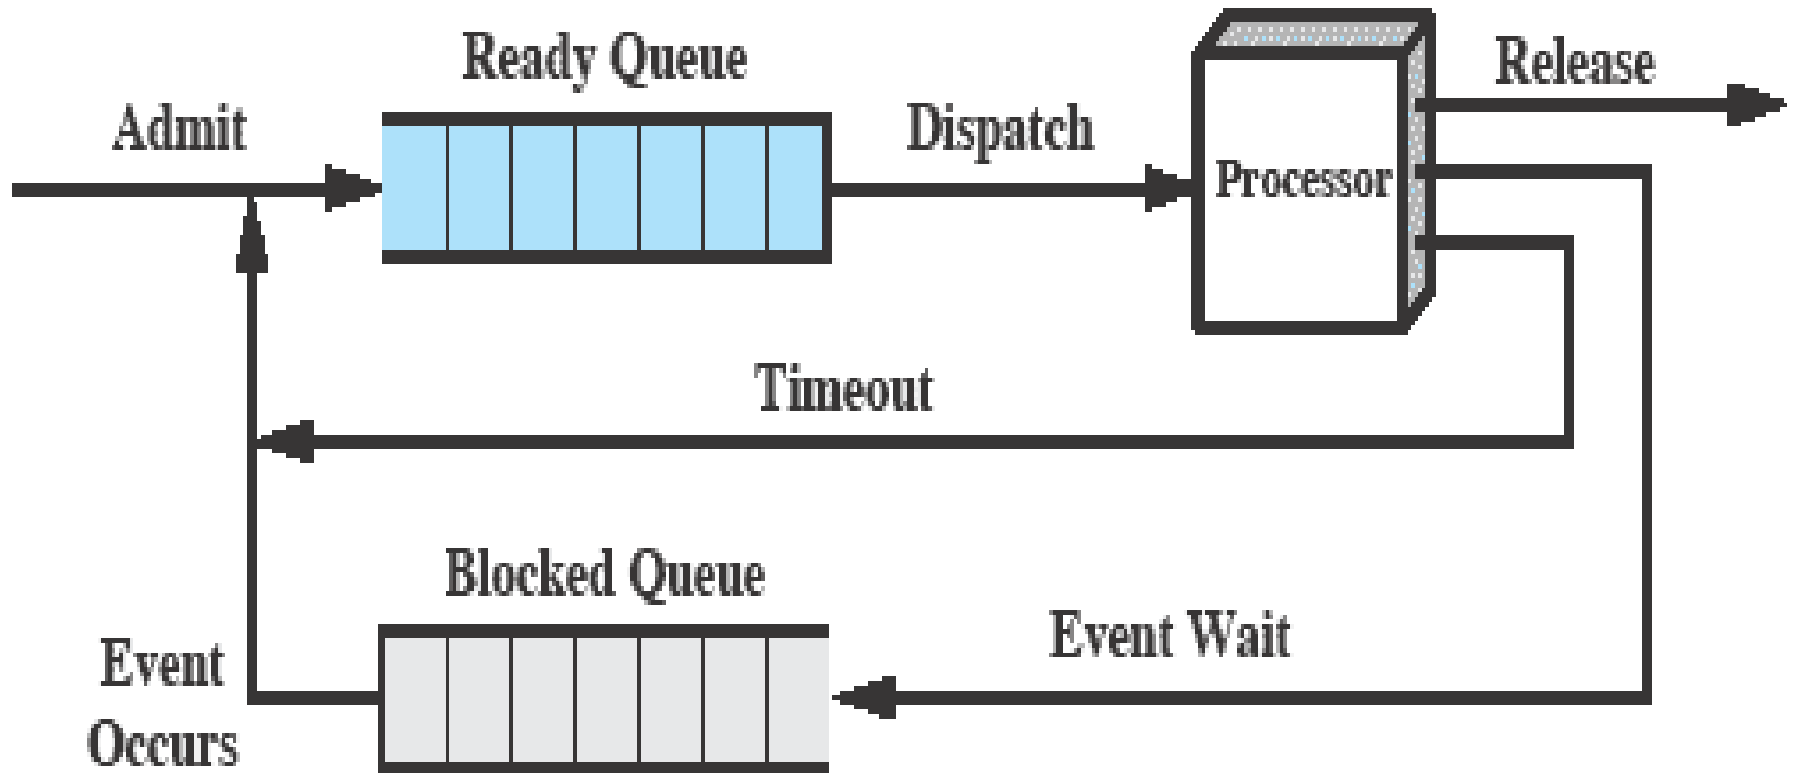 Ready Queue
Release
Admit
Dispatch
Processor
Timeout
Blocked Queue
Event Wait
Event
Occurs